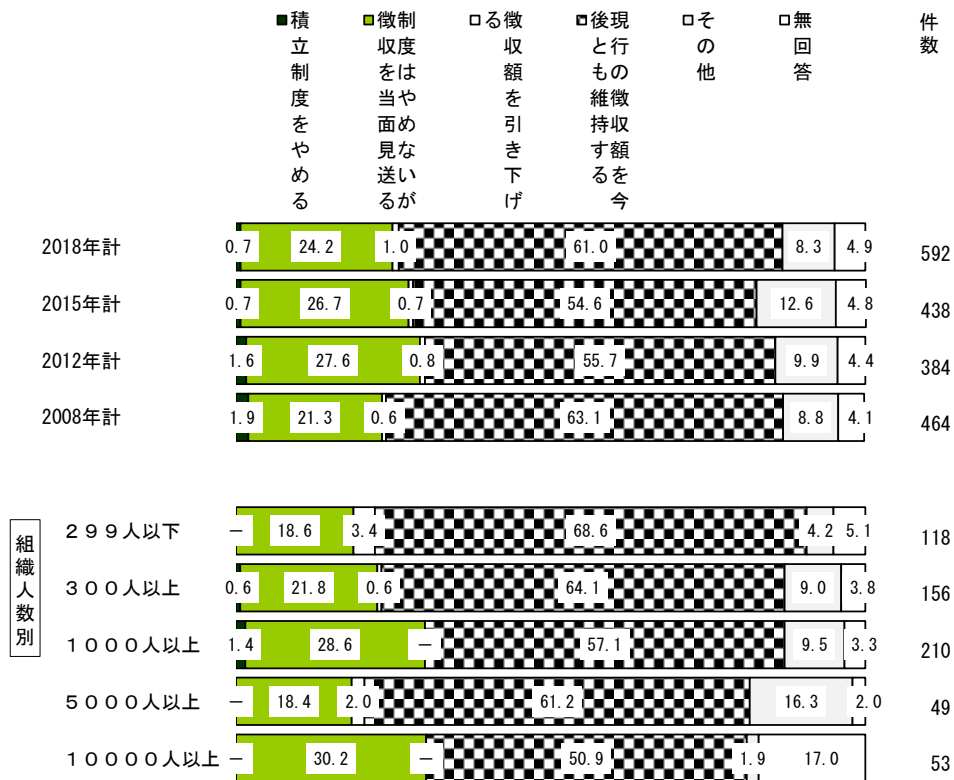 ■積立制度をやめる
■制度はやめないが徴収を当面見送る
□徴収額を引き下げる
現行の徴収額を今後とも維持する
□その他
□無回答
件数
2018年計 0.7 24.2 1.0 61.0 8.3 4.9 592
2015年計 0.7 26.7 0.7 54.6 12.6 4.8 438
2012年計 1.6 27.6 0.8 55.7 9.9 4.4 384
2008年計 1.9 21.3 0.6 63.1 8.8 4.1 464
組織人数別
299人以下 － 18.6 3.4 68.6 4.2 5.1 118
300人以上 0.6 21.8 0.6 64.1 9.0 3.8 156
1000人以上 1.4 28.6 － 57.1 9.5 3.3 210
5000人以上 － 18.4 2.0 61.2 16.3 2.0 49
10000人以上 － 30.2 － 50.9 1.9 17.0 53